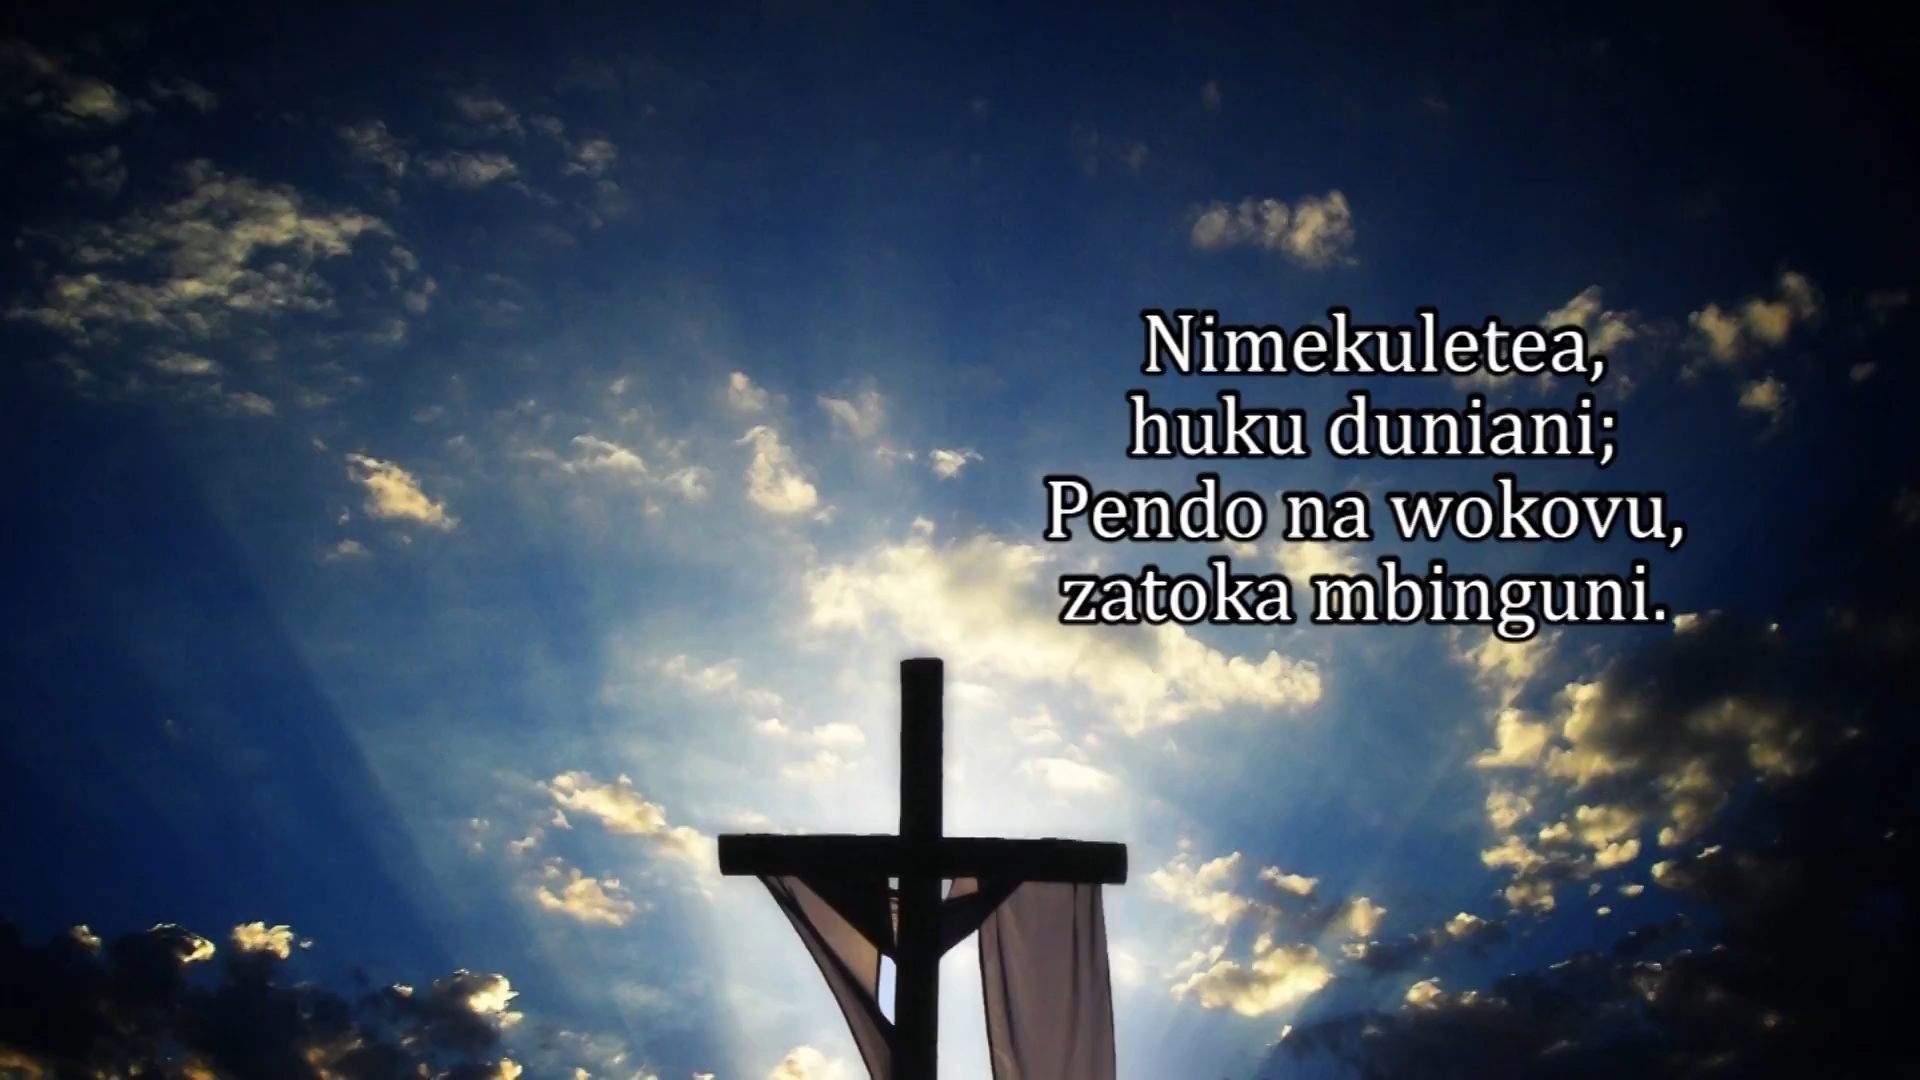 Nimekuletea,
huku duniani;
Pendo na wokovu,
zatoka mbinguni.